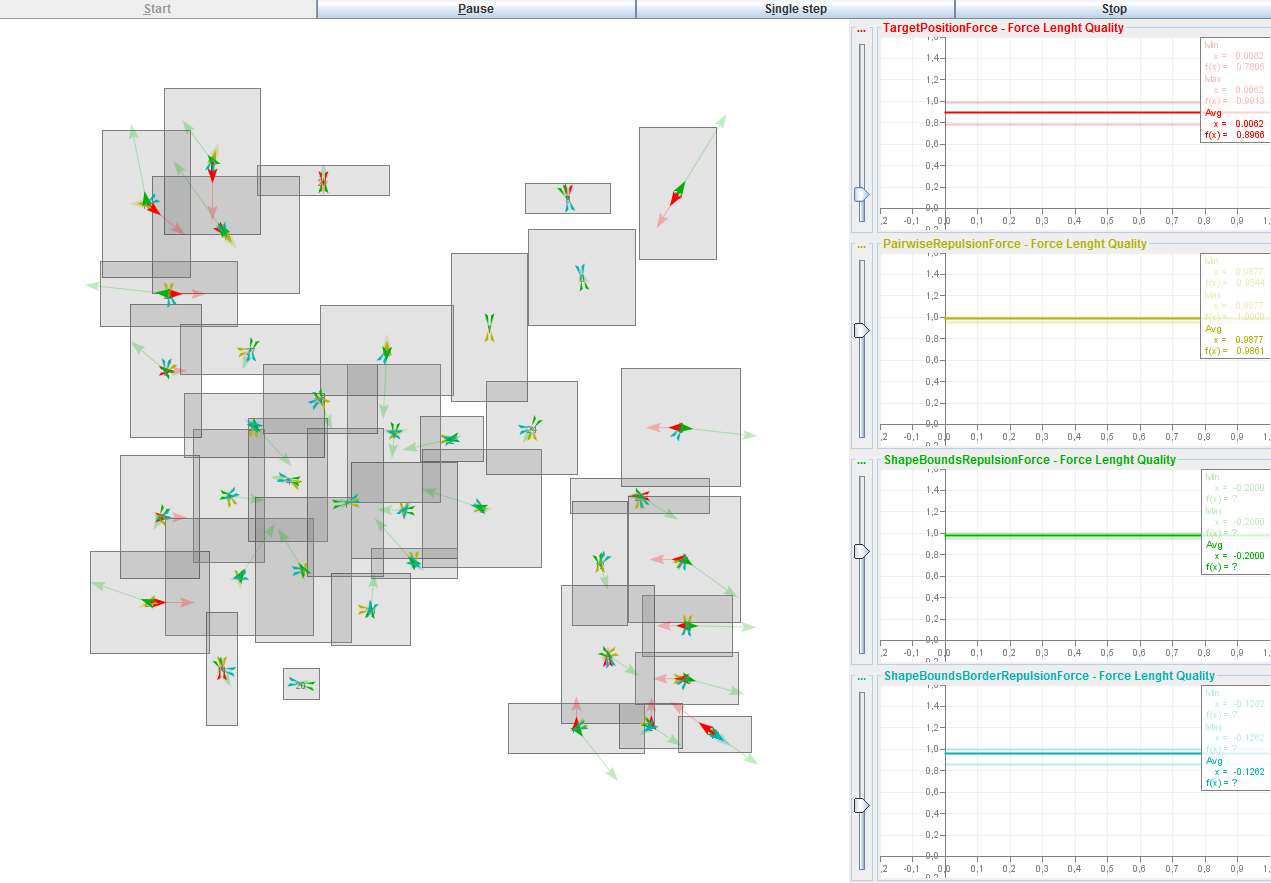 Start
Pause
Single step
Stop
...
TargetPositionForce - Force Lenght Quality
1,6
1,4
1,2
1,0
0,8
0,6
0,4
0,2
0,0
,2 -0,1 0,0 0,1 0,2 0,3 0,4 0,5 0,6 0,7 0,8 0,9 1,
Min
x = 0.0062
f(x) = 0.7806
Max
x = 0.0062
f(x) = 0.9913
Avg
x = 0.0062
f(x) = 0.8966
...
PairwiseRepulsionForce - Force Lenght Quality
1,6
1,4
1,2
1,0
0,8
0,6
0,4
0,2
0,0
,2 -0,1 0,0 0,1 0,2 0,3 0,4 0,5 0,6 0,7 0,8 0,9 1,
Min
x = 0.9877
f(x) = 0.9544
Max
x = 0.9877
f(x) = 1.0000
Avg
x = 0.9877
f(x) = 0.9861
...
ShapeBoundsRepulsionForce - Force Lenght Quality
1,6
1,4
1,2
1,0
0,8
0,6
0,4
0,2
0,0
,2 -0,1 0,0 0,1 0,2 0,3 0,4 0,5 0,6 0,7 0,8 0,9 1,
Min
x = -0.2000
f(x) = ?
Max
x = -0.2000
f(x) = ?
Avg
x = -0.2000
f(x) = ?
...
ShapeBoundsBorderRepulsionForce - Force Lenght Quality
1,6
1,4
1,2
1,0
0,8
0,6
0,4
0,2
0,0
,2 -0,1 0,0 0,1 0,2 0,3 0,4 0,5 0,6 0,7 0,8 0,9 1,
Min
x = -0.1262
f(x) = ?
Max
x = -0.1262
f(x) = ?
Avg
x = -0.1262
f(x) = ?
20